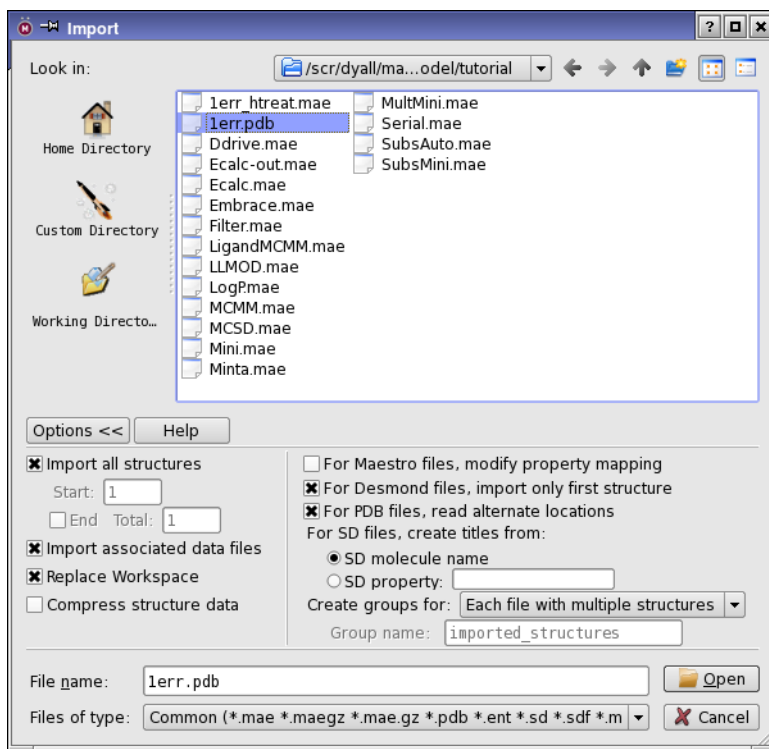 Import
Look in: /scr/dyall/ma...odel/tutorial
Home Directory
Custom Directory
Working Directo...
1err_htreat.mae
1err.pdb
Ddrive.mae
Ecalc-out.mae
Ecalc.mae
Embrace.mae
Filter.mae
LigandMCMM.mae
LLMOD.mae
LogP.mae
MCMM.mae
MCSD.mae
Mini.mae
Minta.mae
MultMini.mae
Serial.mae
SubsAuto.mae
SubsMini.mae
Options << Help
Import all structures
Start: 1
End Total: 1
Import associated data files
Replace Workspace
Compress structure data
For Maestro files, modify property mapping
For Desmond files, import only first structure
For PDB files, read alternate locations
For SD files, create titles from:
SD molecule name
SD property:
Create groups for: Each file with multiple structures
Group name: imported_structures
File name: 1err.pdb Open
Files of type: Common (*.mae *.maegz *.mae.gz *.pdb *.ent *.sd *.sdf *.m Cancel